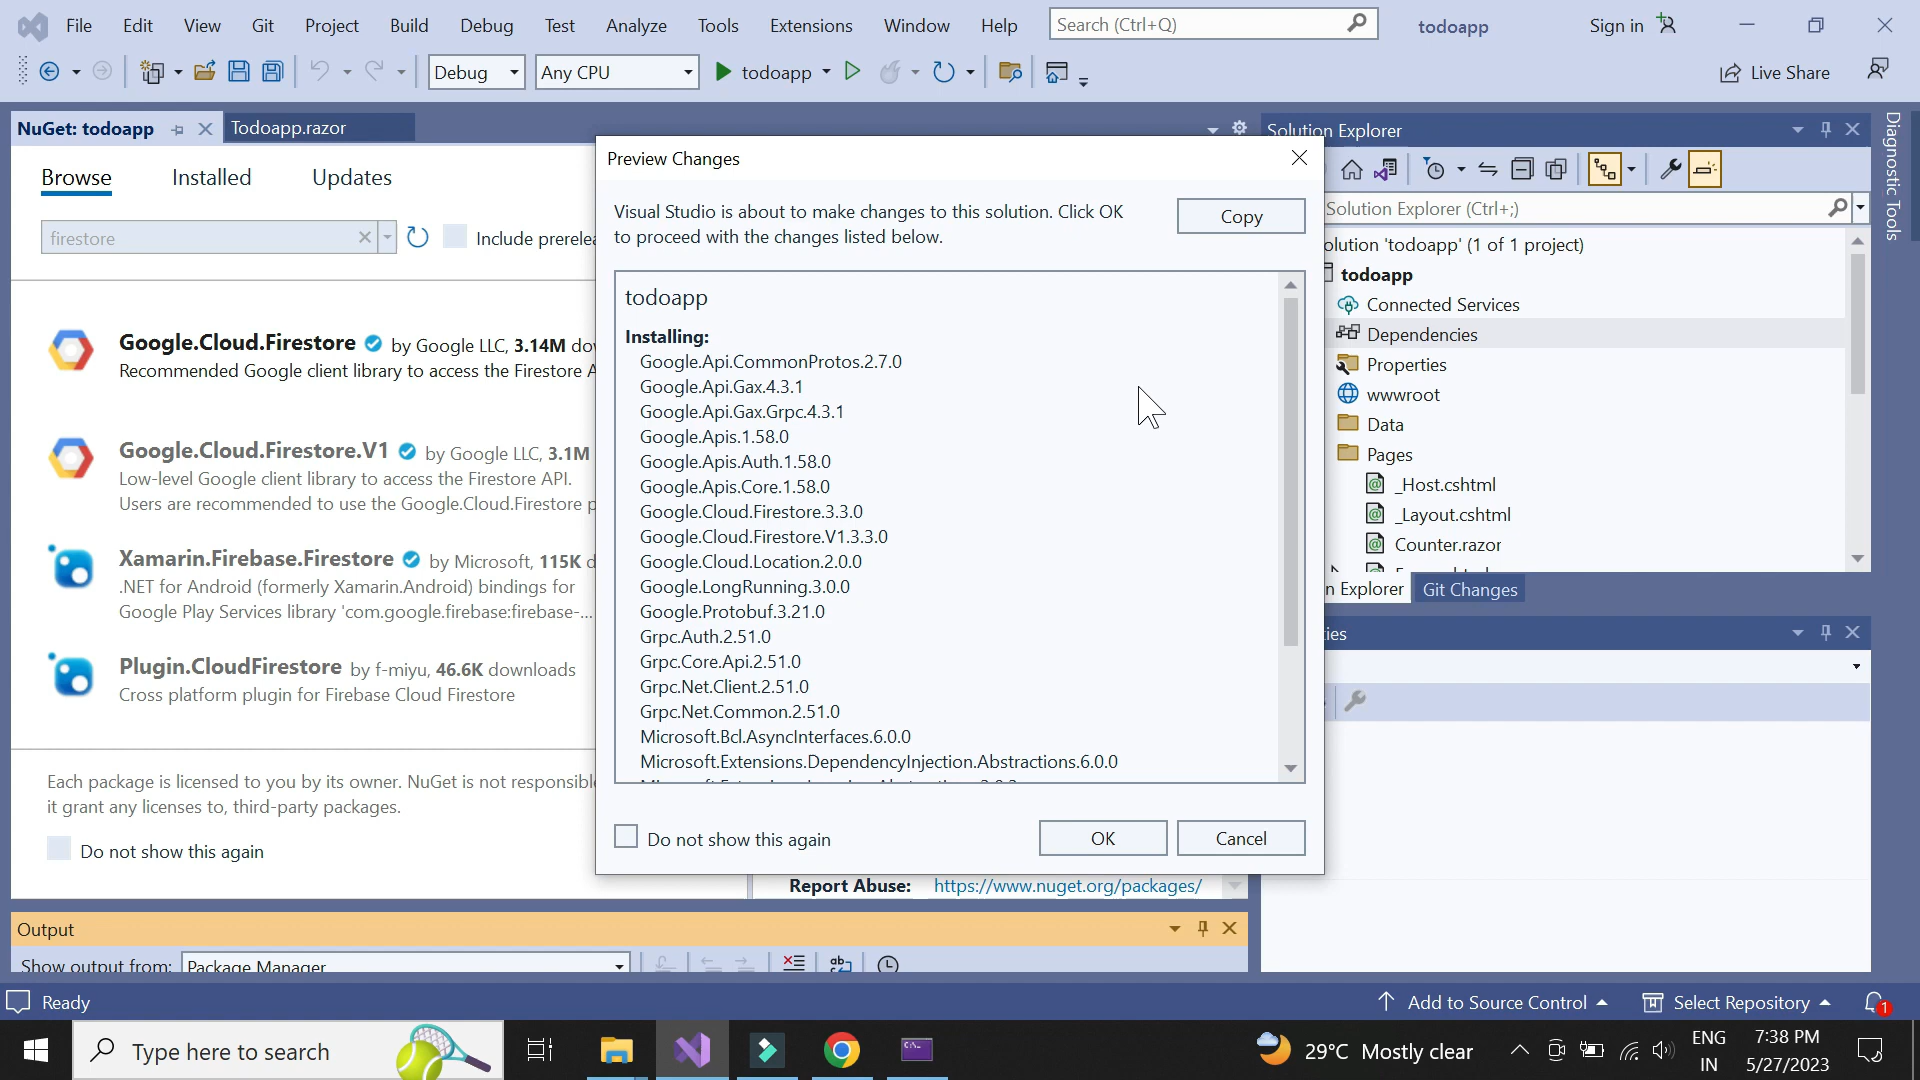 File Edit View Git Project Build Debug Test Analyze Tools Extensions Window Help Search (Ctrl+Q) todoapp Sign in
Debug Any CPU todoapp Live Share
NuGet: todoapp Todoapp.razor
Browse Installed Updates
firestore Include
Google.Cloud.Firestore by Google LLC, 3.14M
Recommended Google client library to access the Firestore
Google.Cloud.Firestore.V1 by Google LLC, 3.1M
Low-level Google client library to access the Firestore API.
Users are recommended to use the Google.Cloud.Firestore
Xamarin.Firebase.Firestore by Microsoft, 115K
.NET for Android (formerly Xamarin.Android) bindings for
Google Play Services library 'com.google.firebase:firebase-...
Plugin.CloudFirestore by f-miyu, 46.6K downloads
Cross platform plugin for Firebase Cloud Firestore
Each package is licensed to you by its owner. NuGet is not
it grant any licenses to, third-party packages.
Do not show this again
Preview Changes
Visual Studio is about to make changes to this solution. Click OK
to proceed with the changes listed below.
Copy
todoapp
Installing:
Google.Api.CommonProtos.2.7.0
Google.Api.Gax.4.3.1
Google.Api.Gax.Grpc.4.3.1
Google.Apis.1.58.0
Google.Apis.Auth.1.58.0
Google.Apis.Core.1.58.0
Google.Cloud.Firestore.3.3.0
Google.Cloud.Firestore.V1.3.3.0
Google.Cloud.Location.2.0.0
Google.LongRunning.3.0.0
Google.Protobuf.3.21.0
Grpc.Auth.2.51.0
Grpc.Core.Api.2.51.0
Grpc.Net.Client.2.51.0
Grpc.Net.Common.2.51.0
Microsoft.Bcl.AsyncInterfaces.6.0.0
Microsoft.Extensions.DependencyInjection.Abstractions.6.0.0
Do not show this again
OK Cancel
Report Abuse: https://www.nuget.org/packages/
Solution Explorer
Solution Explorer (Ctrl+;)
'todoapp' (1 of 1 project)
todoapp
Connected Services
Dependencies
Properties
wwwroot
Data
Pages
_Host.cshtml
_Layout.cshtml
Counter.razor
Explorer Git Changes
Diagnostic Tools
Output
Show output from: Package Manager
Ready Add to Source Control Select Repository 1
Type here to search 29°C Mostly clear ENG
IN
7:38 PM
5/27/2023